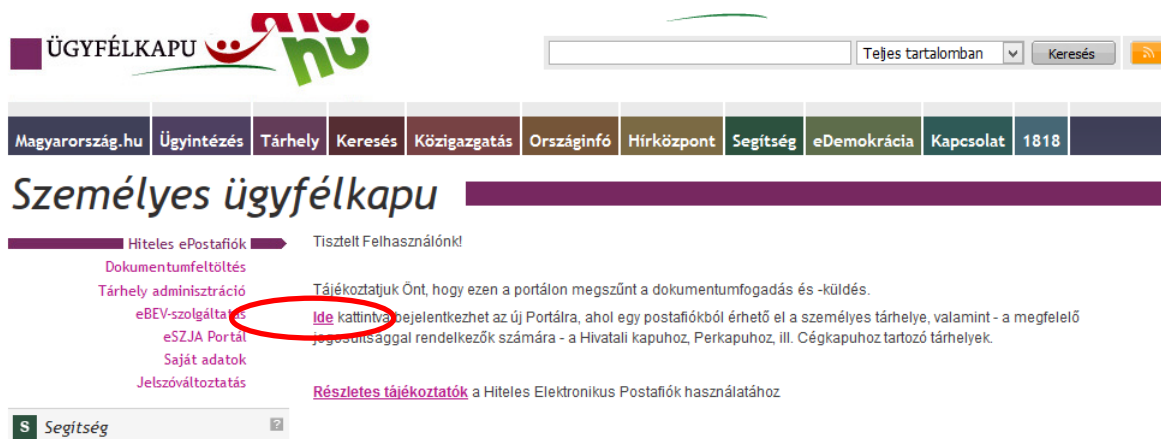 ÜGYFÉLKAPU
.hu
Teljes tartalomban
Keresés
Magyarország.hu Ügyintézés Tárhely Keresés Közigazgatás Országinfó Hírközpont Segítség eDemokrácia Kapcsolat 1818
Személyes ügyfélkapu
Hiteles ePostafiók
Dokumentumfeltöltés
Tárhely adminisztráció
eBEV-szolgáltatás
eSZJA Portál
Saját adatok
Jelszóváltoztatás
S Segítség ?
Tisztelt Felhasználónk!
Tájékoztatjuk Önt, hogy ezen a portálon megszűnt a dokumentumfogadás és -küldés.
Ide kattintva bejelentkezhet az új Portálra, ahol egy postafiókból érhető el a személyes tárhelye, valamint - a megfelelő
jogosultsággal rendelkezők számára - a Hivatali kapuhoz, Perkapuhoz, ill. Cégkapuhoz tartozó tárhelyek.
Részletes tájékoztatók a Hiteles Elektronikus Postafiók használatához